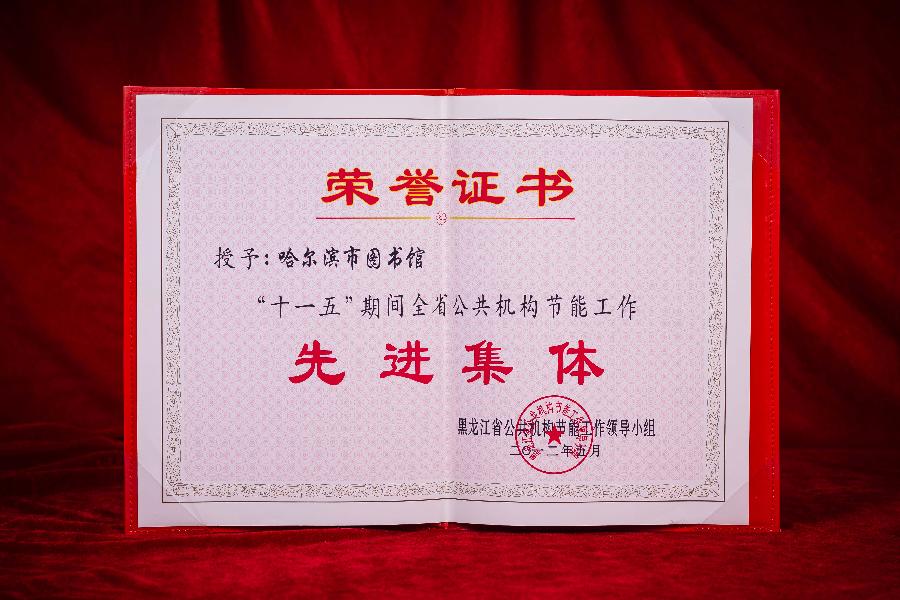 荣誉证书
授予：哈尔滨市图书馆
“十一五”期间全省公共机构节能工作
先进集体
黑龙江省公共机构节能工作领导小组
二〇一二年五月